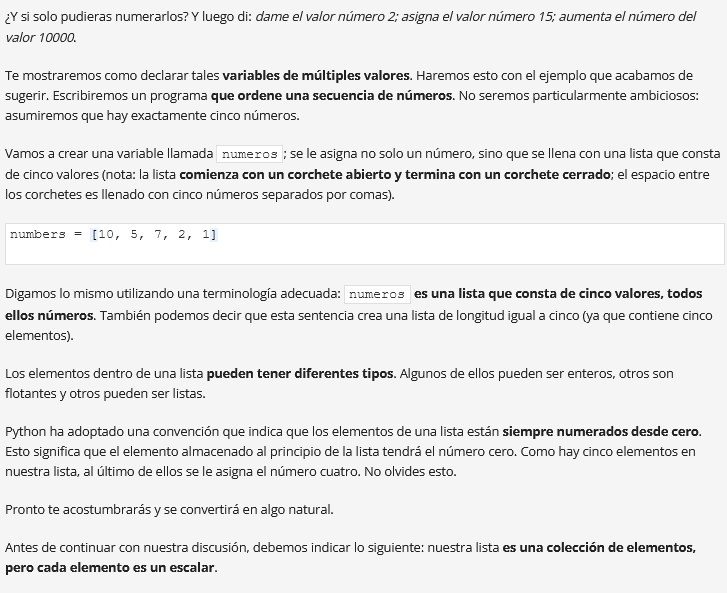 ¿Y si solo pudieras numerarlos? Y luego di: dame el valor número 2; asigna el valor número 15; aumenta el número del
valor 10000.
Te mostraremos como declarar tales variables de múltiples valores. Haremos esto con el ejemplo que acabamos de
sugerir. Escribiremos un programa que ordene una secuencia de números. No seremos particularmente ambiciosos:
asumiremos que hay exactamente cinco números.
Vamos a crear una variable llamada numeros ; se le asigna no solo un número, sino que se llena con una lista que consta
de cinco valores (nota: la lista comienza con un corchete abierto y termina con un corchete cerrado; el espacio entre
los corchetes es llenado con cinco números separados por comas).
numbers = [10, 5, 7, 2, 1]
Digamos lo mismo utilizando una terminología adecuada: numeros es una lista que consta de cinco valores, todos
ellos números. También podemos decir que esta sentencia crea una lista de longitud igual a cinco (ya que contiene cinco
elementos).
Los elementos dentro de una lista pueden tener diferentes tipos. Algunos de ellos pueden ser enteros, otros son
flotantes y otros pueden ser listas.
Python ha adoptado una convención que indica que los elementos de una lista están siempre numerados desde cero.
Esto significa que el elemento almacenado al principio de la lista tendrá el número cero. Como hay cinco elementos en
nuestra lista, al último de ellos se le asigna el número cuatro. No olvides esto.
Pronto te acostumbrarás y se convertirá en algo natural.
Antes de continuar con nuestra discusión, debemos indicar lo siguiente: nuestra lista es una colección de elementos,
pero cada elemento es un escalar.